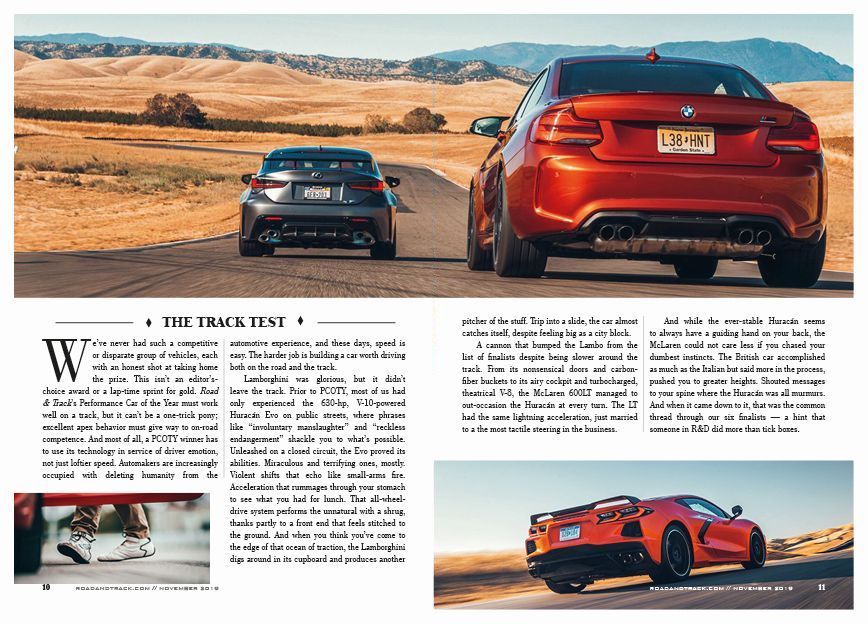 L38 HNT
Garden State
THE TRACK TEST
We've never had such a competitive
or disparate group of vehicles, each
with an honest shot at taking home
the prize. This isn't an editor's-
choice award or a lap-time sprint for gold. Road
& Track's Performance Car of the Year must work
well on a track, but it can't be a one-trick pony;
excellent apex behavior must give way to on-road
competence. And most of all, a PCOTY winner has
to use its technology in service of driver emotion,
not just loftier speed. Automakers are increasingly
occupied with deleting humanity from the
automotive experience, and these days, speed is
easy. The harder job is building a car worth driving
both on the road and the track.
Lamborghini was glorious, but it didn't
leave the track. Prior to PCOTY, most of us had
only experienced the 630-hp, V-10-powered
Huracán Evo on public streets, where phrases
like “involuntary manslaughter” and “reckless
endangerment” shackle you to what's possible.
Unleashed on a closed circuit, the Evo proved its
abilities. Miraculous and terrifying ones, mostly.
Violent shifts that echo like small-arms fire.
Acceleration that rummages through your stomach
to see what you had for lunch. That all-wheel-
drive system performs the unnatural with a shrug,
thanks partly to a front end that feels stitched to
the ground. And when you think you've come to
the edge of that ocean of traction, the Lamborghini
digs around in its cupboard and produces another
pitcher of the stuff. Trip into a slide, the car almost
catches itself, despite feeling big as a city block.
A cannon that bumped the Lambo from the
list of finalists despite being slower around the
track. From its nonsensical doors and carbon-
fiber buckets to its airy cockpit and turbocharged,
theatrical V-8, the McLaren 600LT managed to
out-occasion the Huracán at every turn. The LT
had the same lightning acceleration, just married
to a the most tactile steering in the business.
And while the ever-stable Huracán seems
to always have a guiding hand on your back, the
McLaren could not care less if you chased your
dumbest instincts. The British car accomplished
as much as the Italian but said more in the process,
pushed you to greater heights. Shouted messages
to your spine where the Huracán was all murmurs.
And when it came down to it, that was the common
thread through our six finalists — a hint that
someone in R&D did more than tick boxes.
10 ROADANDTRACK.COM // NOVEMBER 2019
ROADANDTRACK.COM // NOVEMBER 2019 11